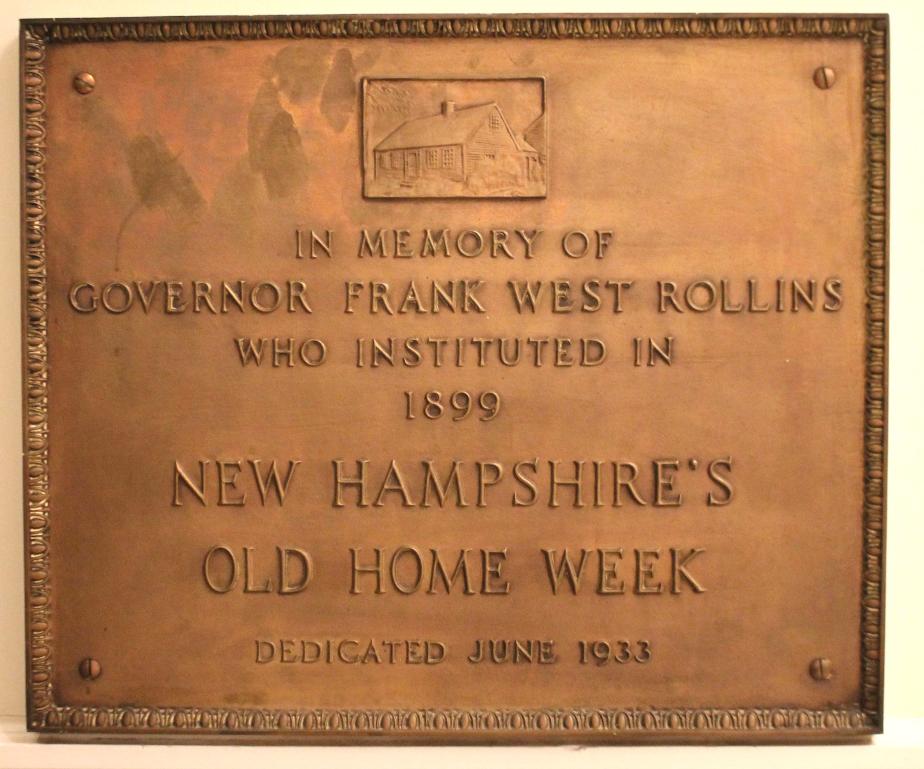 IN MEMORY OF
GOVERNOR FRANK WEST ROLLINS
WHO INSTITUTED IN
1899
NEW HAMPSHIRE'S
OLD HOME WEEK
DEDICATED JUNE 1933